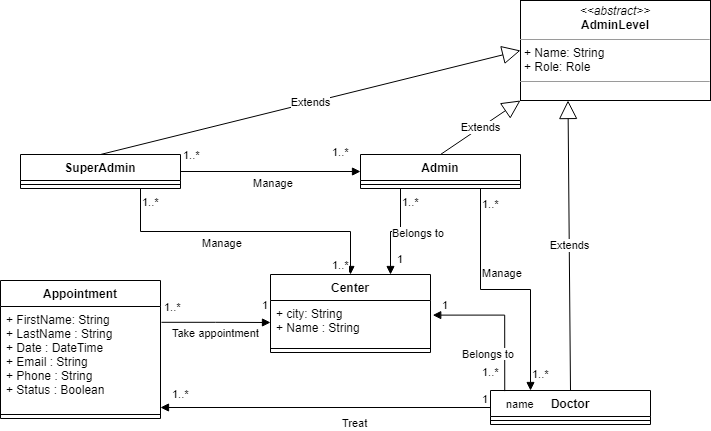 <<abstract>>
AdminLevel
+ Name: String
+ Role: Role
Extends
Extends
SuperAdmin
1..*
1..*
Admin
Manage
1..*
1..*
1..*
Belongs to
Manage
Extends
1..*
1
Manage
Appointment
+ FirstName: String
+ LastName : String
+ Date : DateTime
+ Email : String
+ Phone : String
+ Status : Boolean
1..*
1
Take appointment
Center
+ city: String
+ Name : String
1
Belongs to
1..*
1..*
1..*
1
name
Doctor
Treat